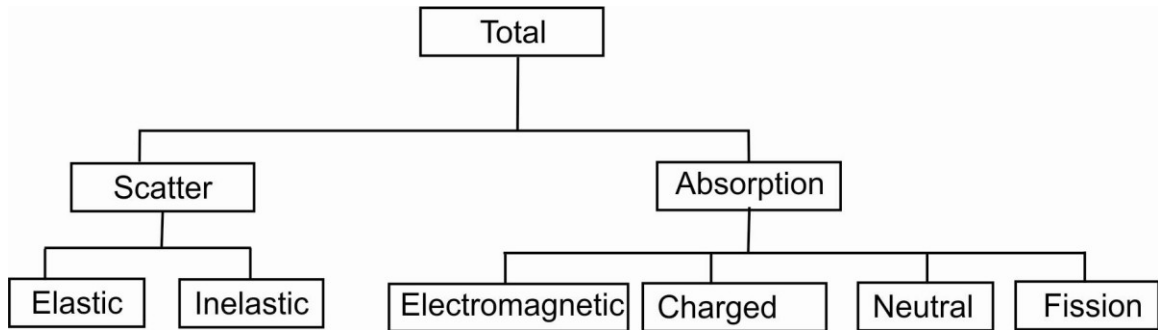 Total
Scatter
Absorption
Elastic
Inelastic
Electromagnetic
Charged
Neutral
Fission